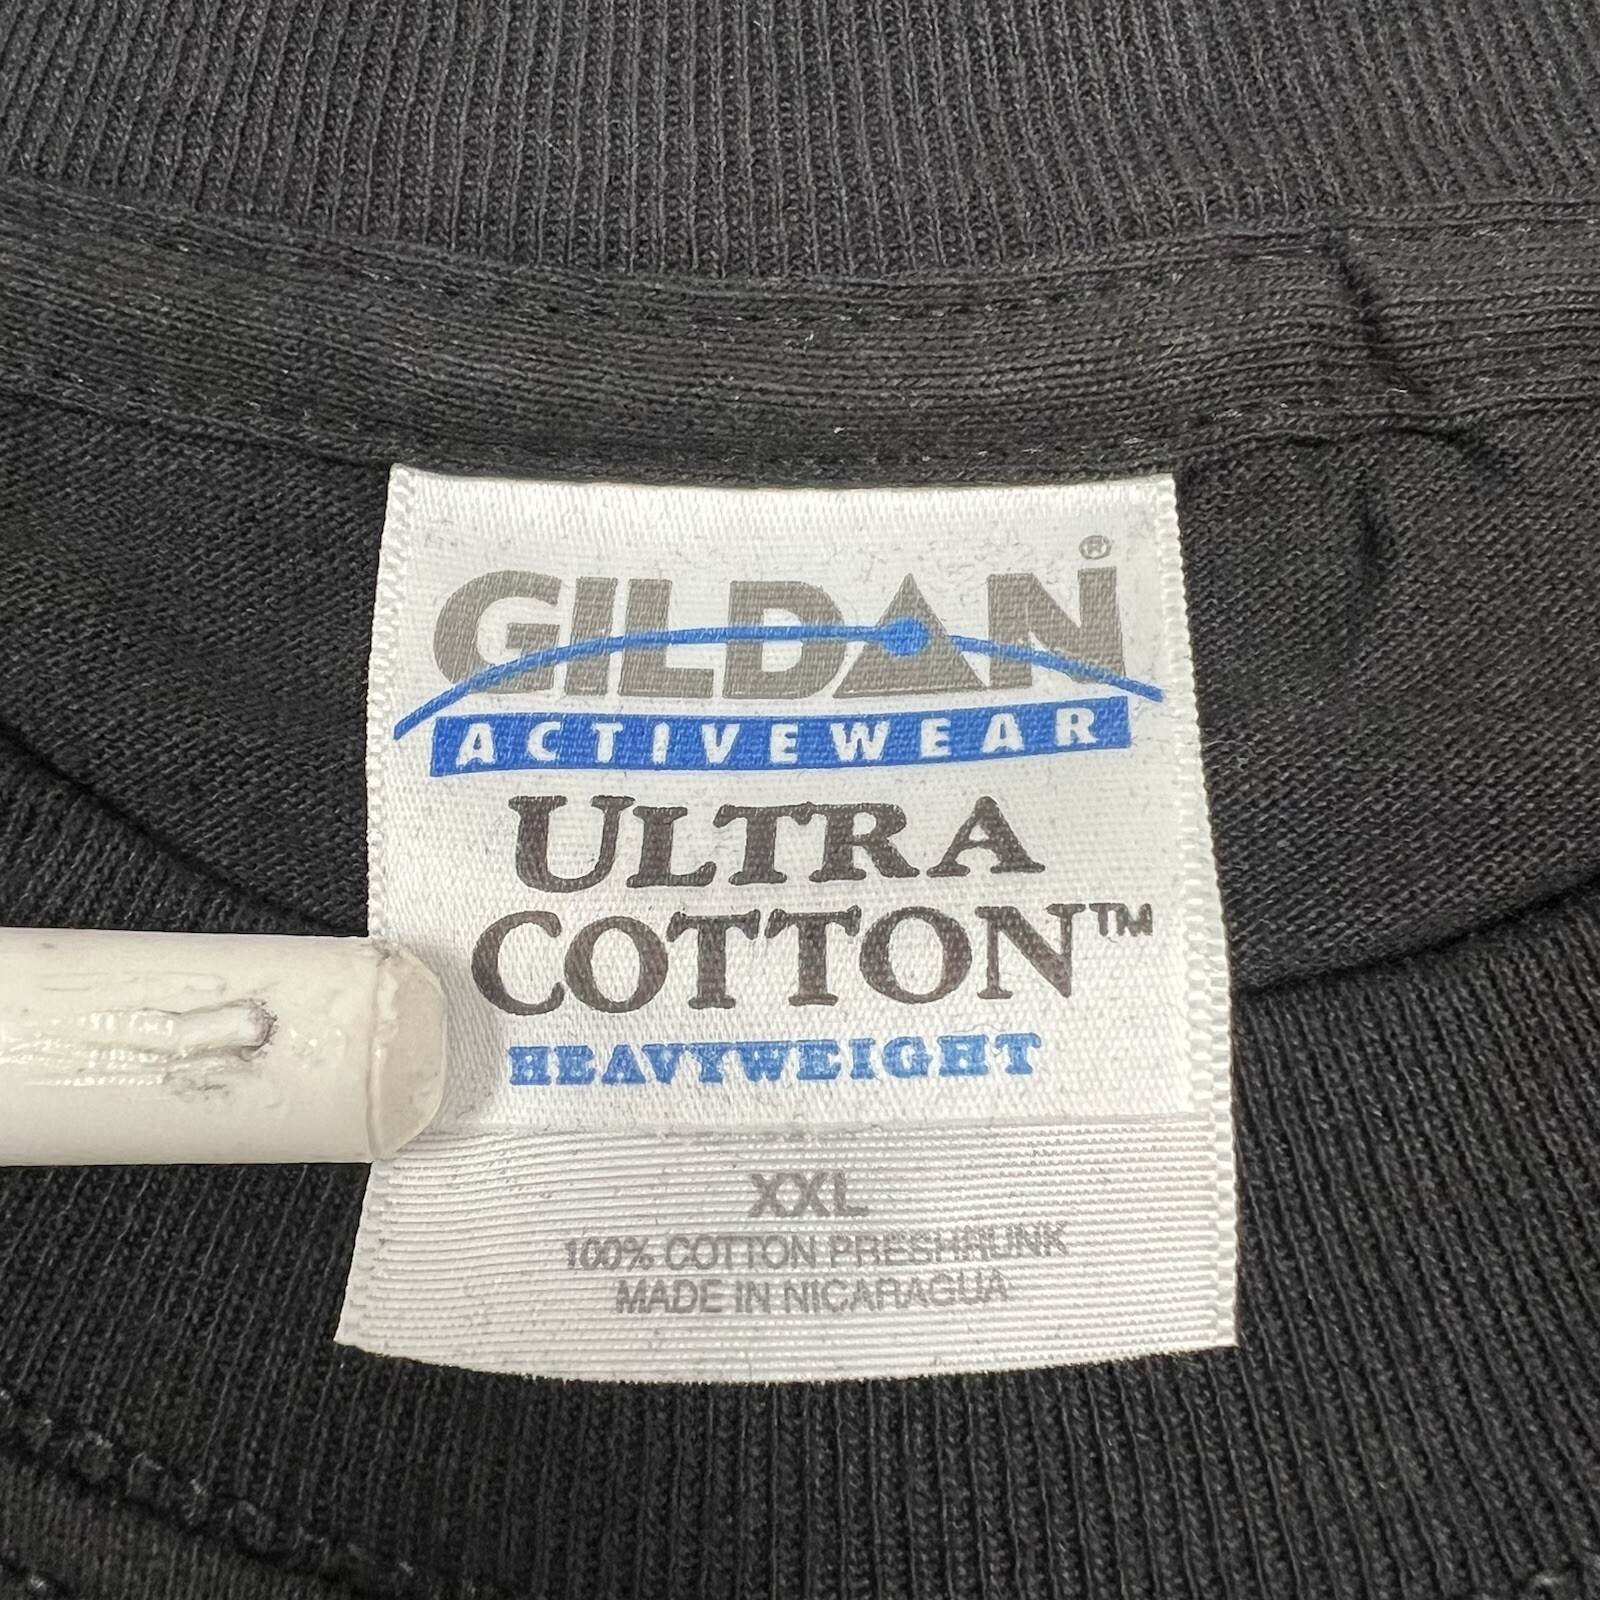 GILDAN®
ACTIVEWEAR
ULTRA
COTTON™
HEAVYWEIGHT
XXL
100% COTTON PRESHRUNK
MADE IN NICARAGUA